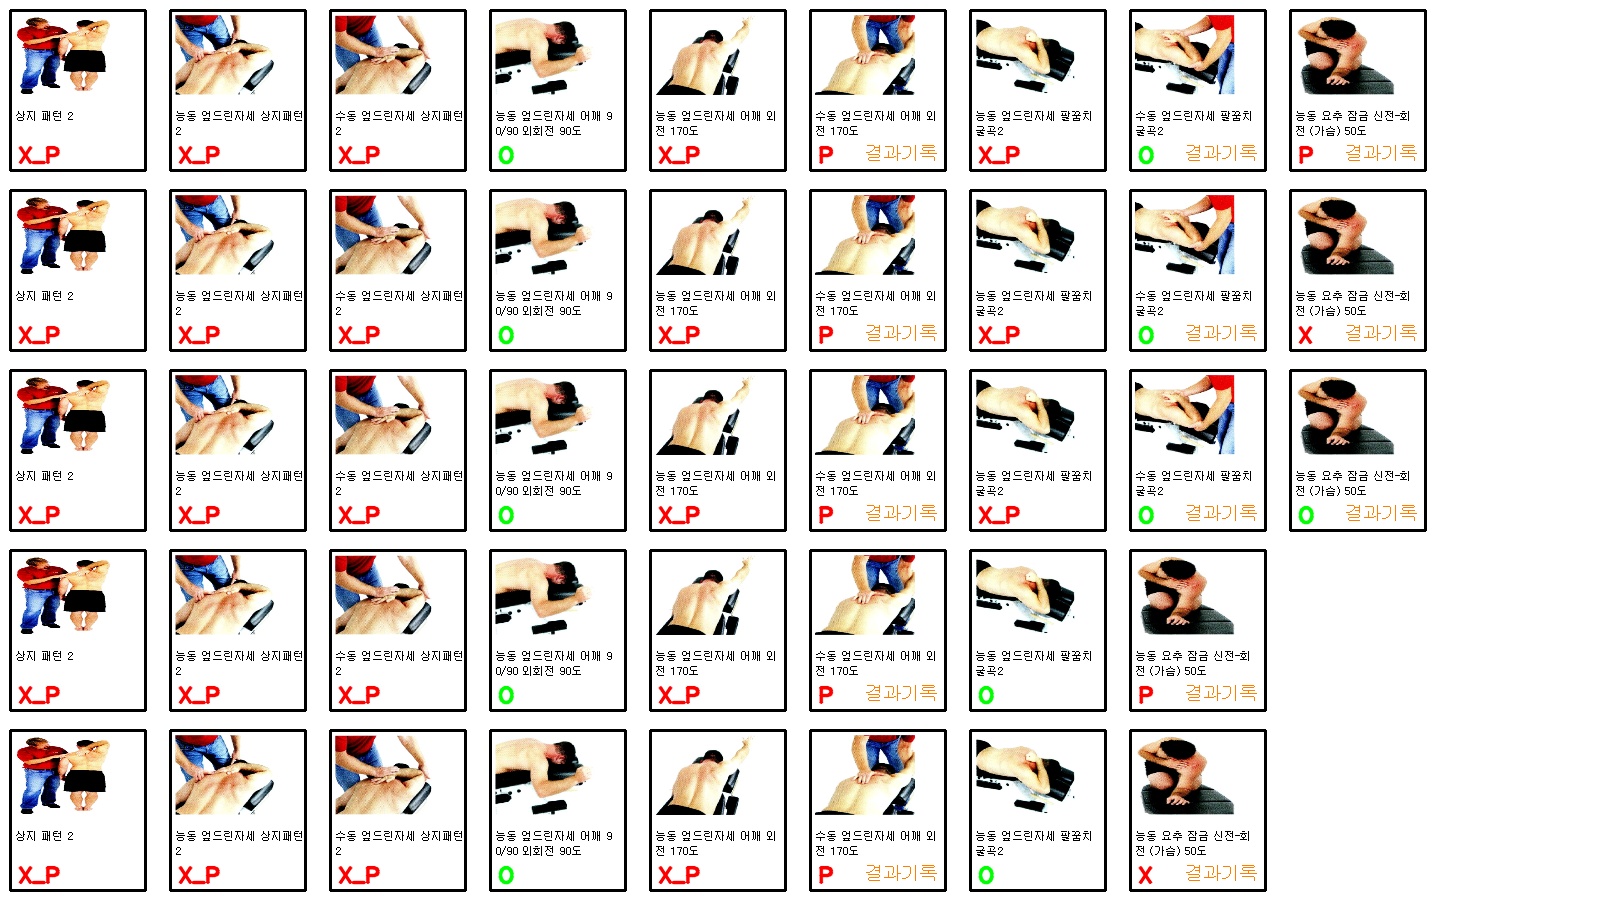 상지 패턴 2
X_P
능동 엎드린자세 상지패턴
2
X_P
수동 엎드린자세 상지패턴
2
X_P
능동 엎드린자세 어깨 9
0/90 외회전 90도
O
능동 엎드린자세 어깨 외
전 170도
X_P
수동 엎드린자세 어깨 외
전 170도
P 결과기록
능동 엎드린자세 팔꿈치
굴곡2
X_P
수동 엎드린자세 팔꿈치
굴곡2
O 결과기록
능동 요추 잠금 신전-회
전 (가슴) 50도
P 결과기록
상지 패턴 2
X_P
능동 엎드린자세 상지패턴
2
X_P
수동 엎드린자세 상지패턴
2
X_P
능동 엎드린자세 어깨 9
0/90 외회전 90도
O
능동 엎드린자세 어깨 외
전 170도
X_P
수동 엎드린자세 어깨 외
전 170도
P 결과기록
능동 엎드린자세 팔꿈치
굴곡2
X_P
수동 엎드린자세 팔꿈치
굴곡2
O 결과기록
능동 요추 잠금 신전-회
전 (가슴) 50도
X 결과기록
상지 패턴 2
X_P
능동 엎드린자세 상지패턴
2
X_P
수동 엎드린자세 상지패턴
2
X_P
능동 엎드린자세 어깨 9
0/90 외회전 90도
O
능동 엎드린자세 어깨 외
전 170도
X_P
수동 엎드린자세 어깨 외
전 170도
P 결과기록
능동 엎드린자세 팔꿈치
굴곡2
X_P
수동 엎드린자세 팔꿈치
굴곡2
O 결과기록
능동 요추 잠금 신전-회
전 (가슴) 50도
O 결과기록
상지 패턴 2
X_P
능동 엎드린자세 상지패턴
2
X_P
수동 엎드린자세 상지패턴
2
X_P
능동 엎드린자세 어깨 9
0/90 외회전 90도
O
능동 엎드린자세 어깨 외
전 170도
X_P
수동 엎드린자세 어깨 외
전 170도
P 결과기록
능동 엎드린자세 팔꿈치
굴곡2
O
능동 요추 잠금 신전-회
전 (가슴) 50도
P 결과기록
상지 패턴 2
X_P
능동 엎드린자세 상지패턴
2
X_P
수동 엎드린자세 상지패턴
2
X_P
능동 엎드린자세 어깨 9
0/90 외회전 90도
O
능동 엎드린자세 어깨 외
전 170도
X_P
수동 엎드린자세 어깨 외
전 170도
P 결과기록
능동 엎드린자세 팔꿈치
굴곡2
O
능동 요추 잠금 신전-회
전 (가슴) 50도
X 결과기록